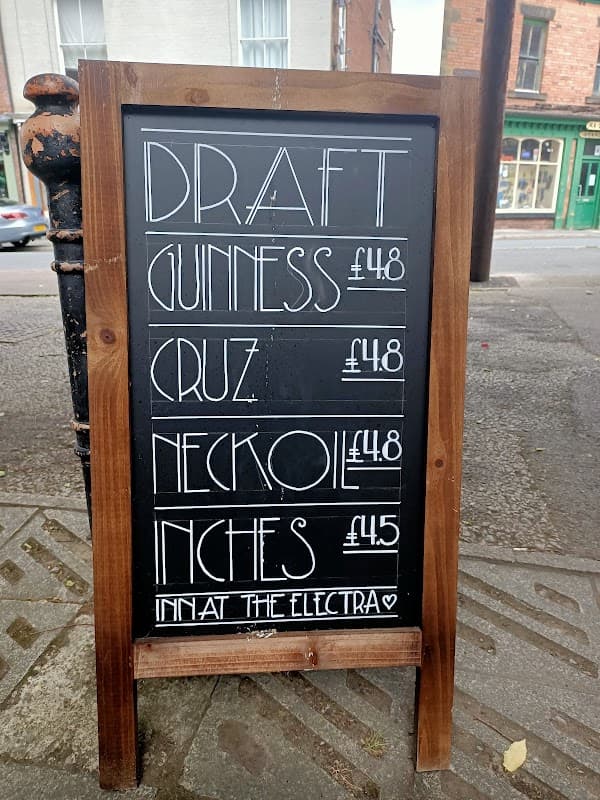 DRAFT
GUINNESS £4.8
CRUZ £4.8
NECKOIL £4.8
INCHES £4.5
INN AT THE ELECTRA♡